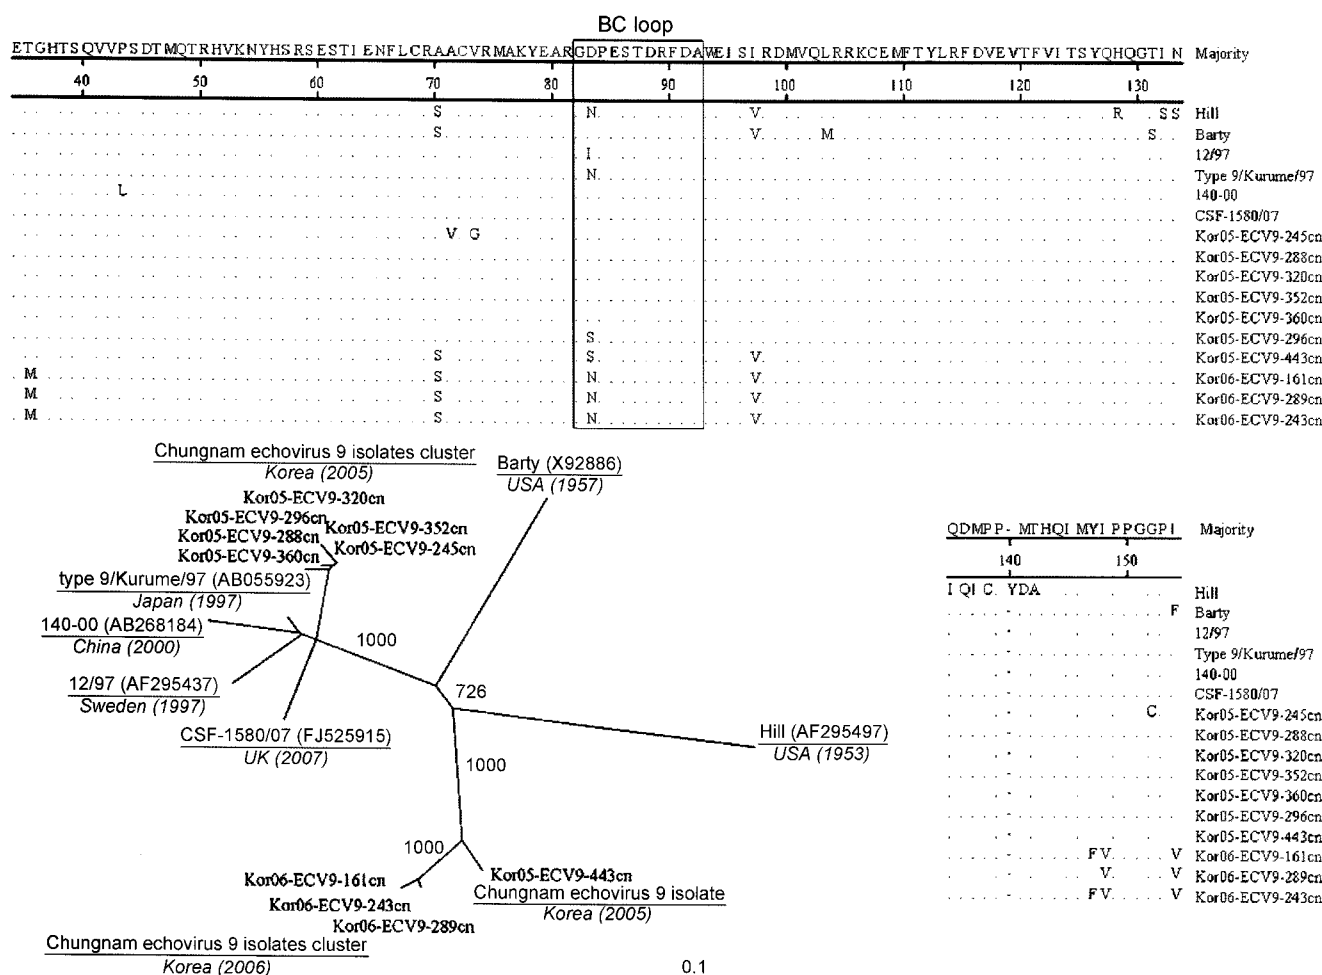 BC loop
ETGHTSQVVPSDTMQTRHVKNYHSRSESTIENFLCRAACVRMAKYEARGDPESTDRFDAWEISIRDMVQLRRKCEMFTYLRFDVEVTFVITSYQHQGTIN Majority
40 50 60 70 80 90 100 110 120 130
S N V R S S Hill
S V M S Barty
I 12/97
N Type 9/Kurume/97
L 140-00
CSF-1580/07
V G Kor05-ECV9-245cn
Kor05-ECV9-288cn
Kor05-ECV9-320cn
Kor05-ECV9-352cn
Kor05-ECV9-360cn
S Kor05-ECV9-296cn
S S V Kor05-ECV9-443cn
M S N V Kor06-ECV9-161cn
M S N V Kor06-ECV9-289cn
M S N V Kor06-ECV9-243cn
Chungnam echovirus 9 isolates cluster
Korea (2005)
Kor05-ECV9-320cn
Kor05-ECV9-296cn
Kor05-ECV9-352cn
Kor05-ECV9-288cn
Kor05-ECV9-245cn
Kor05-ECV9-360cn
type 9/Kurume/97 (AB055923)
Japan (1997)
140-00 (AB268184)
China (2000)
12/97 (AF295437)
Sweden (1997)
CSF-1580/07 (FJ525915)
UK (2007)
Barty (X92886)
USA (1957)
1000
726
Hill (AF295497)
USA (1953)
1000
1000
Kor05-ECV9-443cn
Chungnam echovirus 9 isolate
Korea (2005)
Kor06-ECV9-161cn
Kor06-ECV9-243cn
Kor06-ECV9-289cn
Chungnam echovirus 9 isolates cluster
Korea (2006)
0.1
QDMPP-MTHQIMYIPPGGPI Majority
140 150
I QI C. YDA Hill
F Barty
- 12/97
- Type 9/Kurume/97
- 140-00
- CSF-1580/07
- C Kor05-ECV9-245cn
- Kor05-ECV9-288cn
- Kor05-ECV9-320cn
- Kor05-ECV9-352cn
- Kor05-ECV9-360cn
- Kor05-ECV9-296cn
- Kor05-ECV9-443cn
- FV V Kor06-ECV9-161cn
- V V Kor06-ECV9-289cn
- FV V Kor06-ECV9-243cn